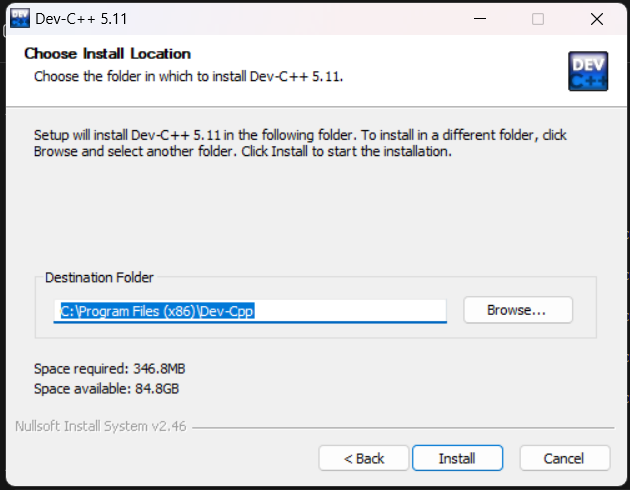 Dev-C++ 5.11
Choose Install Location
Choose the folder in which to install Dev-C++ 5.11.
DEV
C++
Setup will install Dev-C++ 5.11 in the following folder. To install in a different folder, click
Browse and select another folder. Click Install to start the installation.
Destination Folder
C:\Program Files (x86)\Dev-Cpp
Browse...
Space required: 346.8MB
Space available: 84.8GB
Nullsoft Install System v2.46
< Back
Install
Cancel